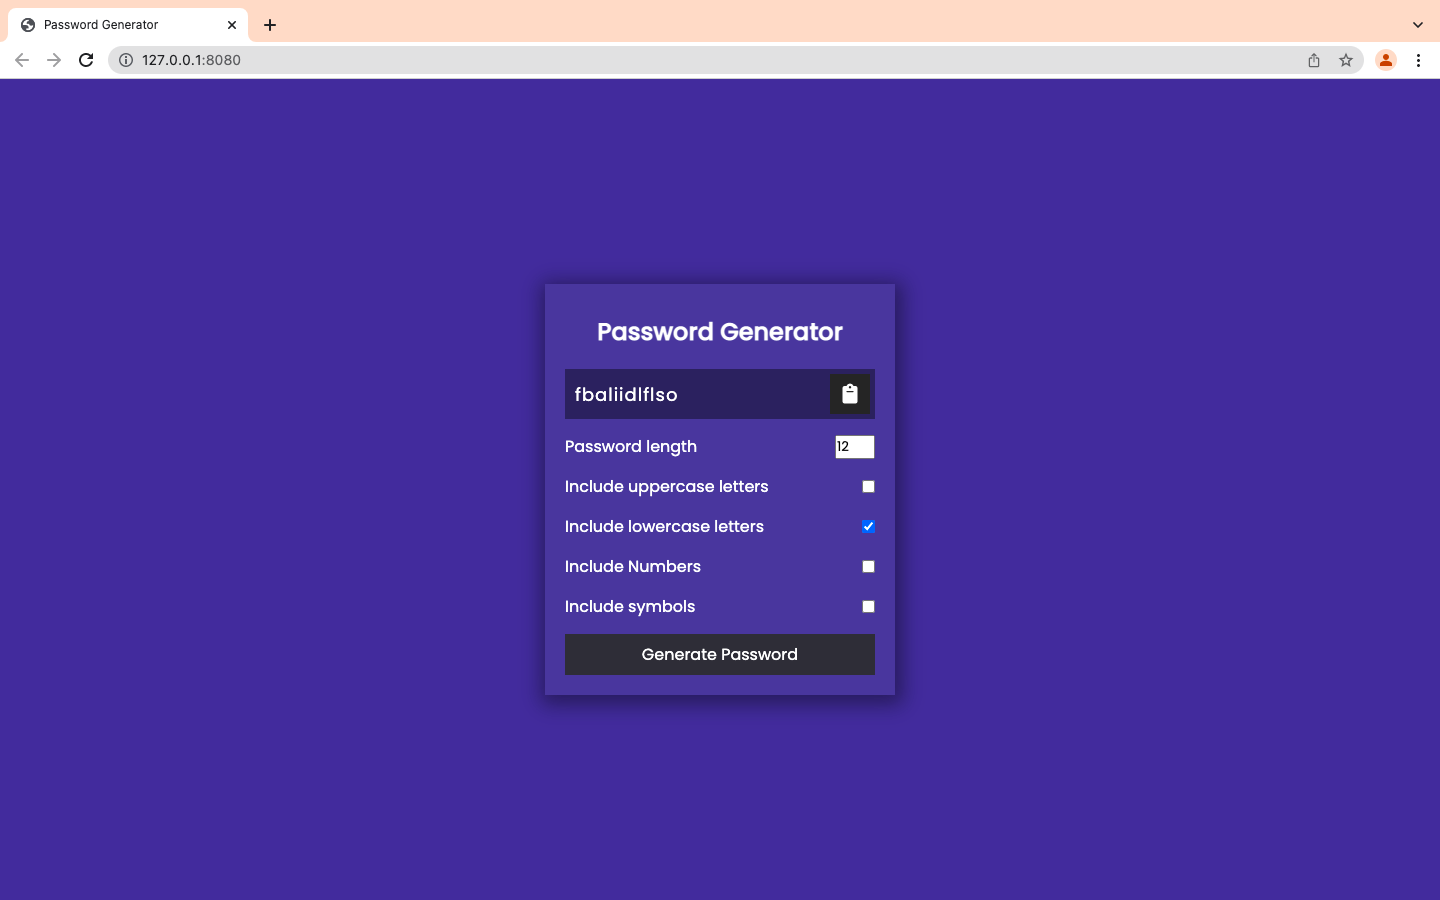 Password Generator
127.0.0.1:8080
Password Generator
fbaliidlflso
Password length
12
Include uppercase letters
Include lowercase letters
Include Numbers
Include symbols
Generate Password